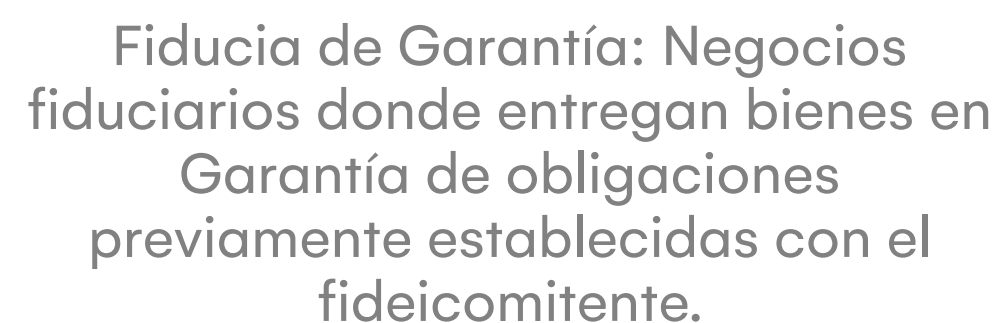 Fiducia de Garantía: Negocios
fiduciarios donde entregan bienes en
Garantía de obligaciones
previamente establecidas con el
fideicomitente.